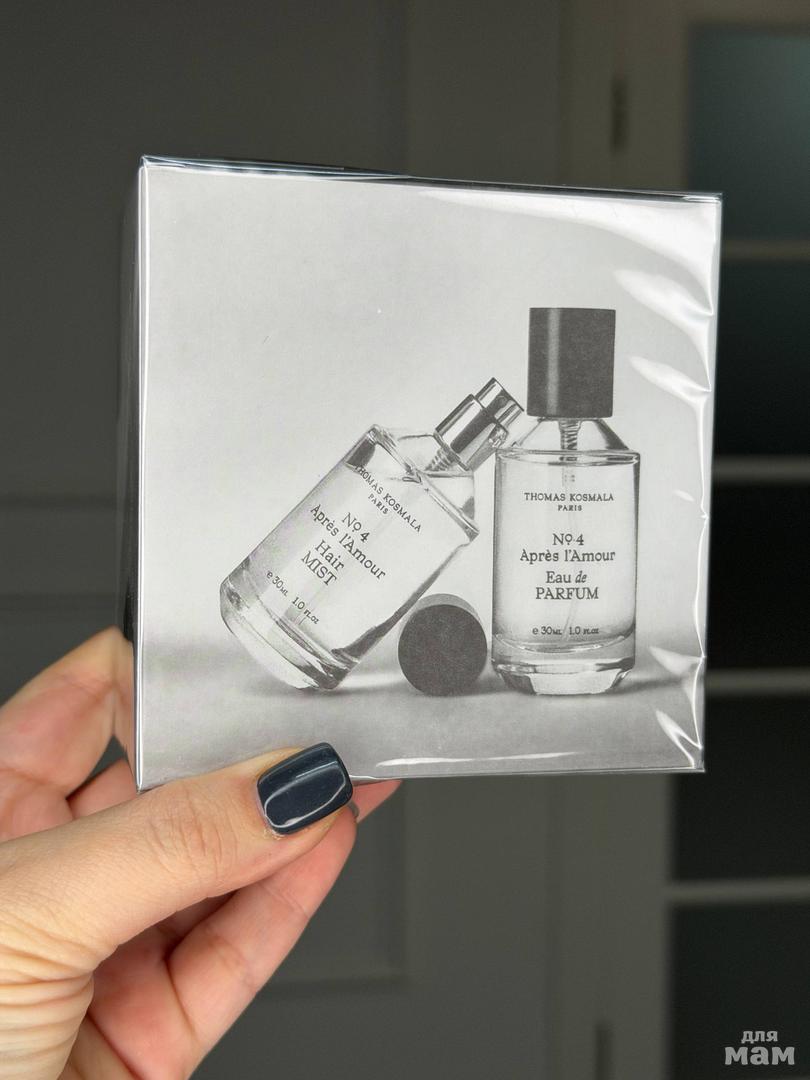 THOMAS KOSMALA
PARIS
Nº 4
Après l'Amour
Hair
MIST
e 30ML 1.0 FL.OZ
THOMAS KOSMALA
PARIS
Nº 4
Après l'Amour
Eau de
PARFUM
e 30ML 1.0 FL.OZ
для
мам